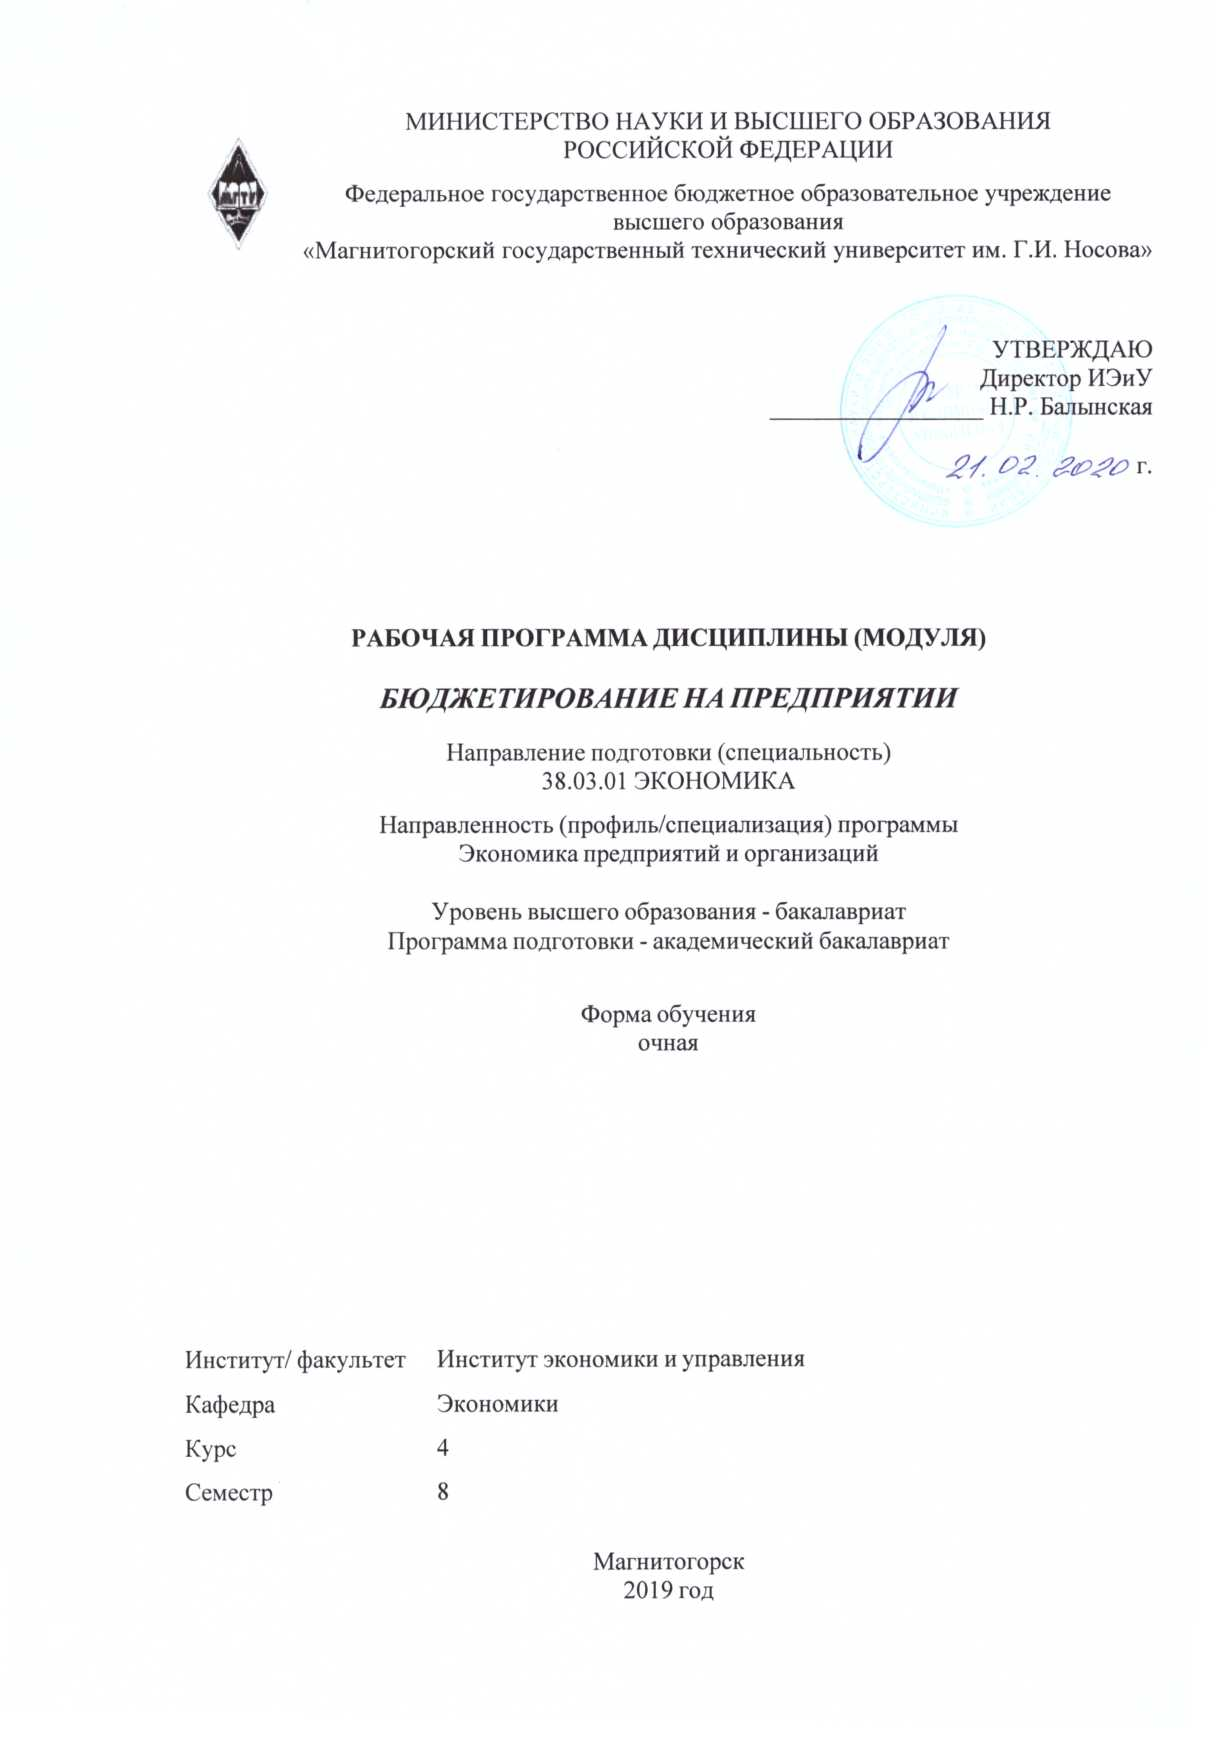 МИНИСТЕРСТВО НАУКИ И ВЫСШЕГО ОБРАЗОВАНИЯ
РОССИЙСКОЙ ФЕДЕРАЦИИ
Федеральное государственное бюджетное образовательное учреждение
высшего образования
«Магнитогорский государственный технический университет им. Г.И. Носова»
МГТУ
УТВЕРЖДАЮ
Директор ИЭиУ
Н.Р. Балынская
21.02.2020 г.
РАБОЧАЯ ПРОГРАММА ДИСЦИПЛИНЫ (МОДУЛЯ)
БЮДЖЕТИРОВАНИЕ НА ПРЕДПРИЯТИИ
Направление подготовки (специальность)
38.03.01 ЭКОНОМИКА
Направленность (профиль/специализация) программы
Экономика предприятий и организаций
Уровень высшего образования - бакалавриат
Программа подготовки - академический бакалавриат
Форма обучения
очная
Институт/ факультет Институт экономики и управления
Кафедра Экономики
Курс 4
Семестр 8
Магнитогорск
2019 год